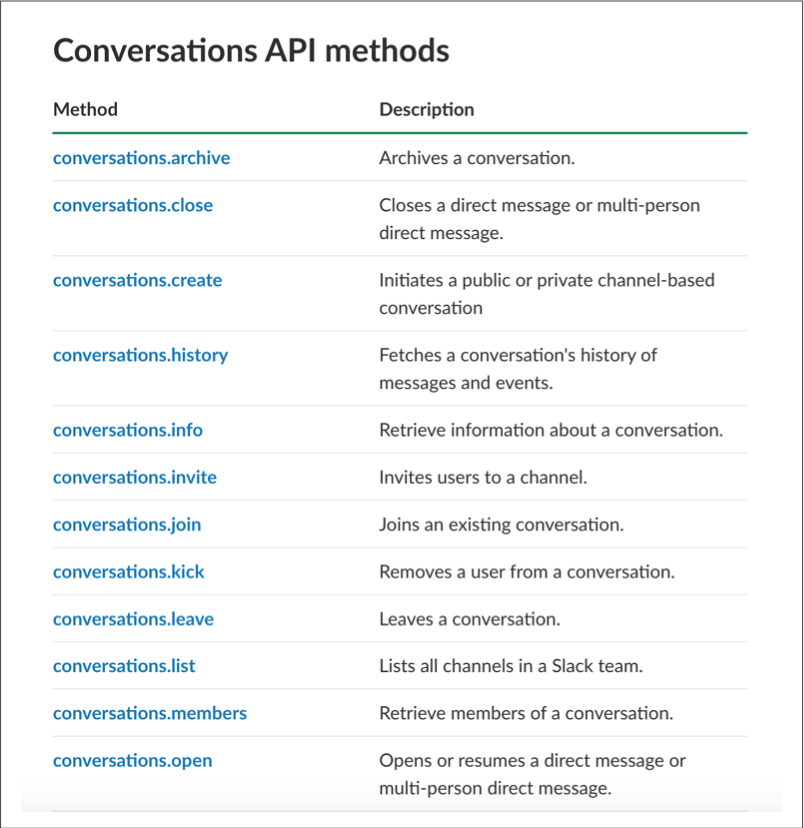 Conversations API methods
Method Description
conversations.archive Archives a conversation.
conversations.close Closes a direct message or multi-person
direct message.
conversations.create Initiates a public or private channel-based
conversation
conversations.history Fetches a conversation's history of
messages and events.
conversations.info Retrieve information about a conversation.
conversations.invite Invites users to a channel.
conversations.join Joins an existing conversation.
conversations.kick Removes a user from a conversation.
conversations.leave Leaves a conversation.
conversations.list Lists all channels in a Slack team.
conversations.members Retrieve members of a conversation.
conversations.open Opens or resumes a direct message or
multi-person direct message.